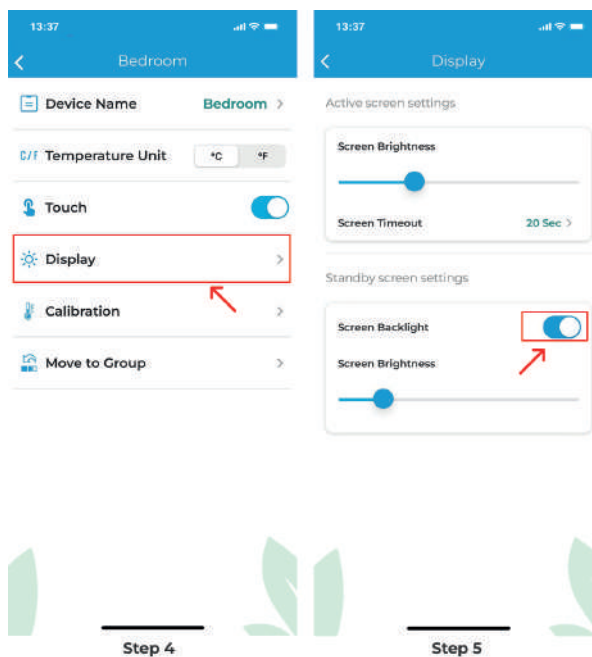 13:37
Bedroom
Device Name Bedroom
C/F Temperature Unit °C °F
Touch
Display
Calibration
Move to Group
Step 4
13:37
Display
Active screen settings
Screen Brightness
Screen Timeout 20 Sec
Standby screen settings
Screen Backlight
Screen Brightness
Step 5